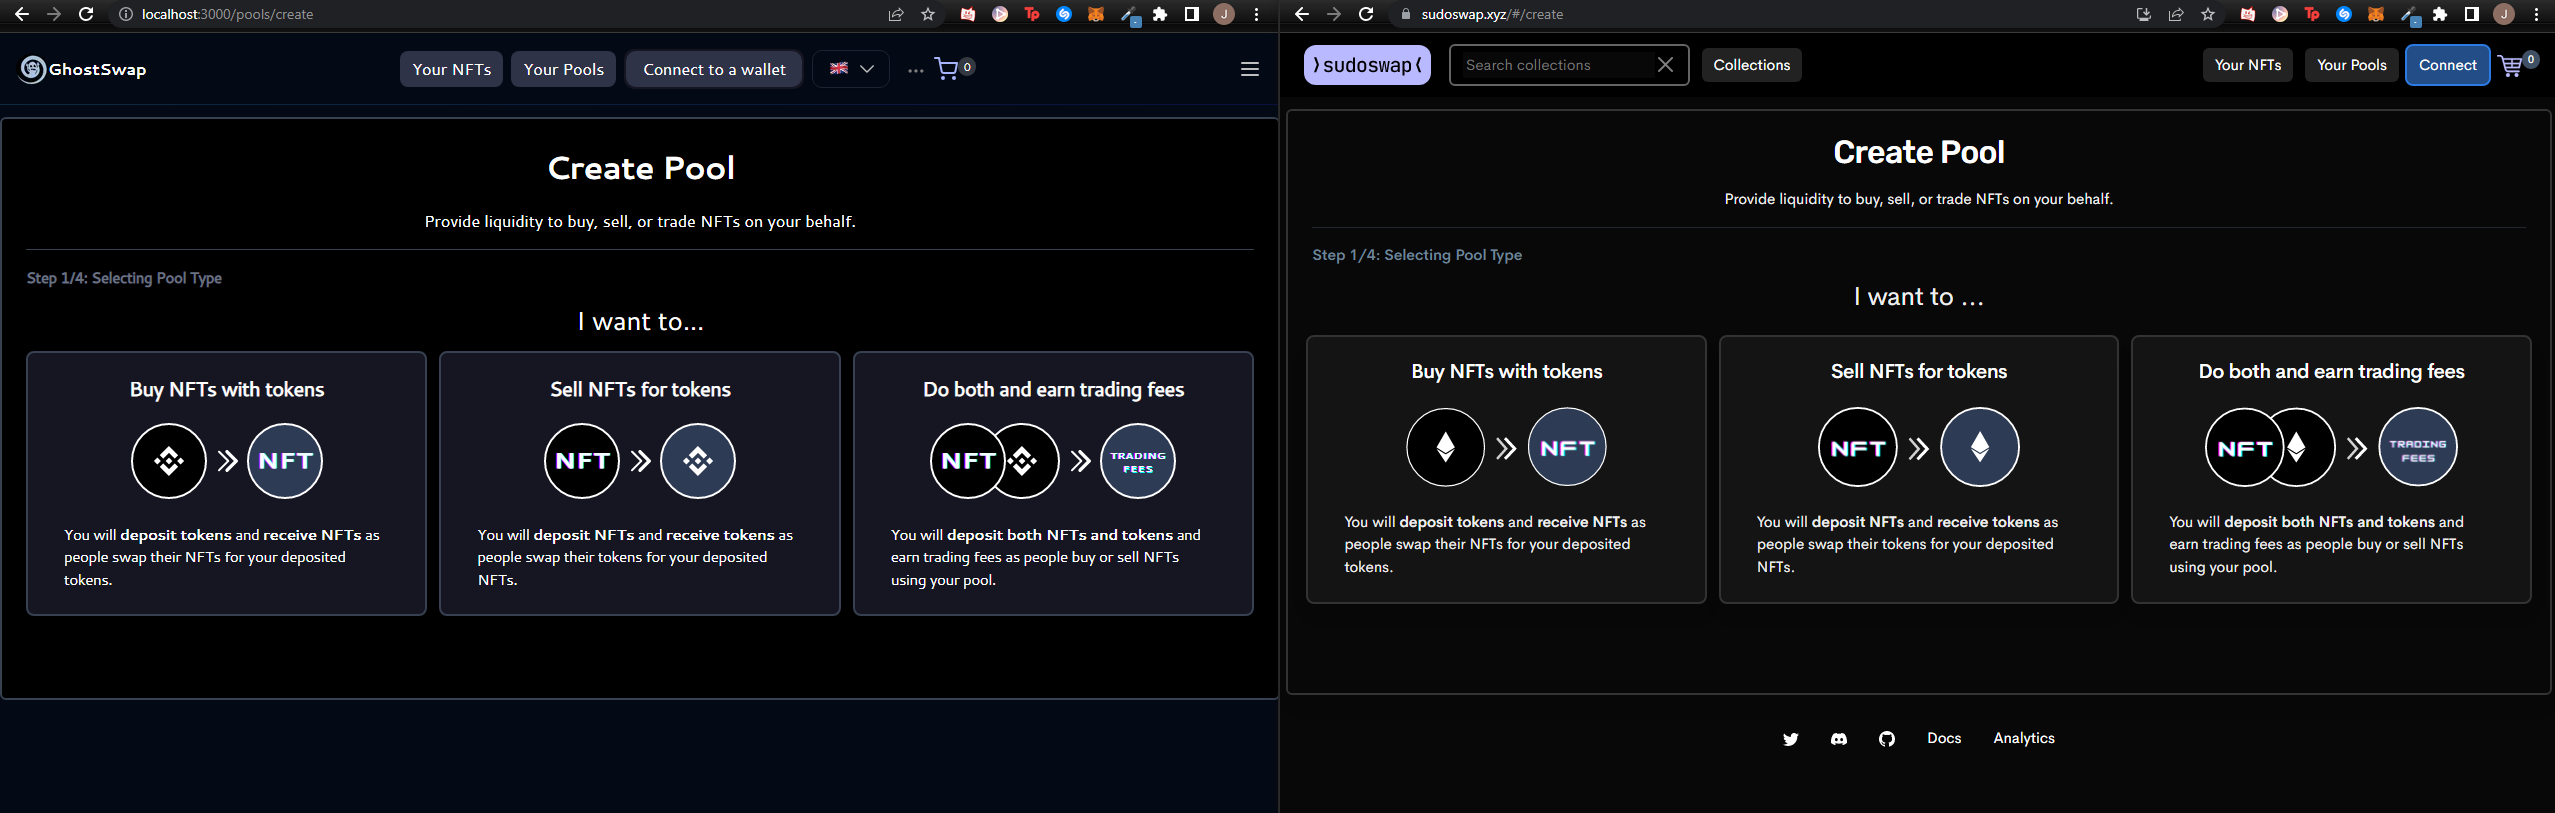 localhost:3000/pools/create
Tp
J
GhostSwap
Your NFTs
Your Pools
Connect to a wallet
0
Create Pool
Provide liquidity to buy, sell, or trade NFTs on your behalf.
Step 1/4: Selecting Pool Type
I want to...
Buy NFTs with tokens
NFT
You will deposit tokens and receive NFTs as
people swap their NFTs for your deposited
tokens.
Sell NFTs for tokens
NFT
You will deposit NFTs and receive tokens as
people swap their tokens for your deposited
NFTs.
Do both and earn trading fees
NFT
TRADING
FEES
You will deposit both NFTs and tokens and
earn trading fees as people buy or sell NFTs
using your pool.
sudoswap.xyz/#/create
Tp
J
sudoswap
Search collections
Collections
Your NFTs
Your Pools
Connect
0
Create Pool
Provide liquidity to buy, sell, or trade NFTs on your behalf.
Step 1/4: Selecting Pool Type
I want to ...
Buy NFTs with tokens
NFT
You will deposit tokens and receive NFTs as
people swap their NFTs for your deposited
tokens.
Sell NFTs for tokens
NFT
You will deposit NFTs and receive tokens as
people swap their tokens for your deposited
NFTs.
Do both and earn trading fees
NFT
TRADING
FEES
You will deposit both NFTs and tokens and
earn trading fees as people buy or sell NFTs
using your pool.
Docs
Analytics